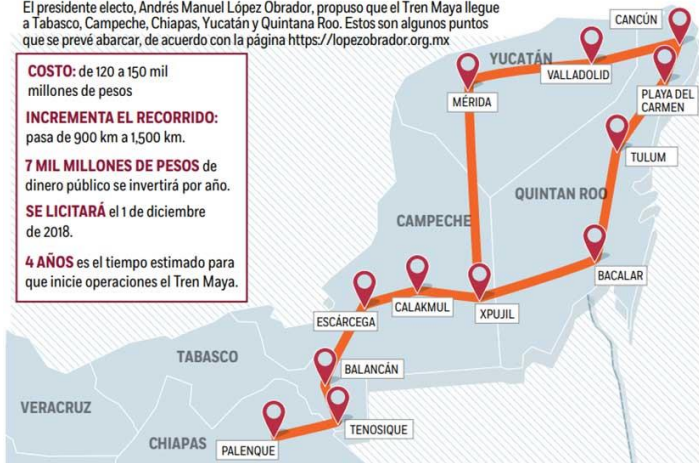 El presidente electo, Andrés Manuel López Obrador, propuso que el Tren Maya llegue
a Tabasco, Campeche, Chiapas, Yucatán y Quintana Roo. Estos son algunos puntos
que se prevé abarcar, de acuerdo con la página https://lopezobrador.org.mx
COSTO: de 120 a 150 mil
millones de pesos
INCREMENTA EL RECORRIDO:
pasa de 900 km a 1,500 km.
7 MIL MILLONES DE PESOS de
dinero público se invertirá por año.
SE LICITARÁ el 1 de diciembre
de 2018.
4 AÑOS es el tiempo estimado para
que inicie operaciones el Tren Maya.
CANCÚN
YUCATÁN
VALLADOLID
MÉRIDA
PLAYA DEL
CARMEN
TULUM
QUINTAN ROO
CAMPECHE
BACALAR
CALAKMUL
XPUJIL
ESCÁRCEGA
TABASCO
BALANCÁN
VERACRUZ
TENOSIQUE
CHIAPAS
PALENQUE